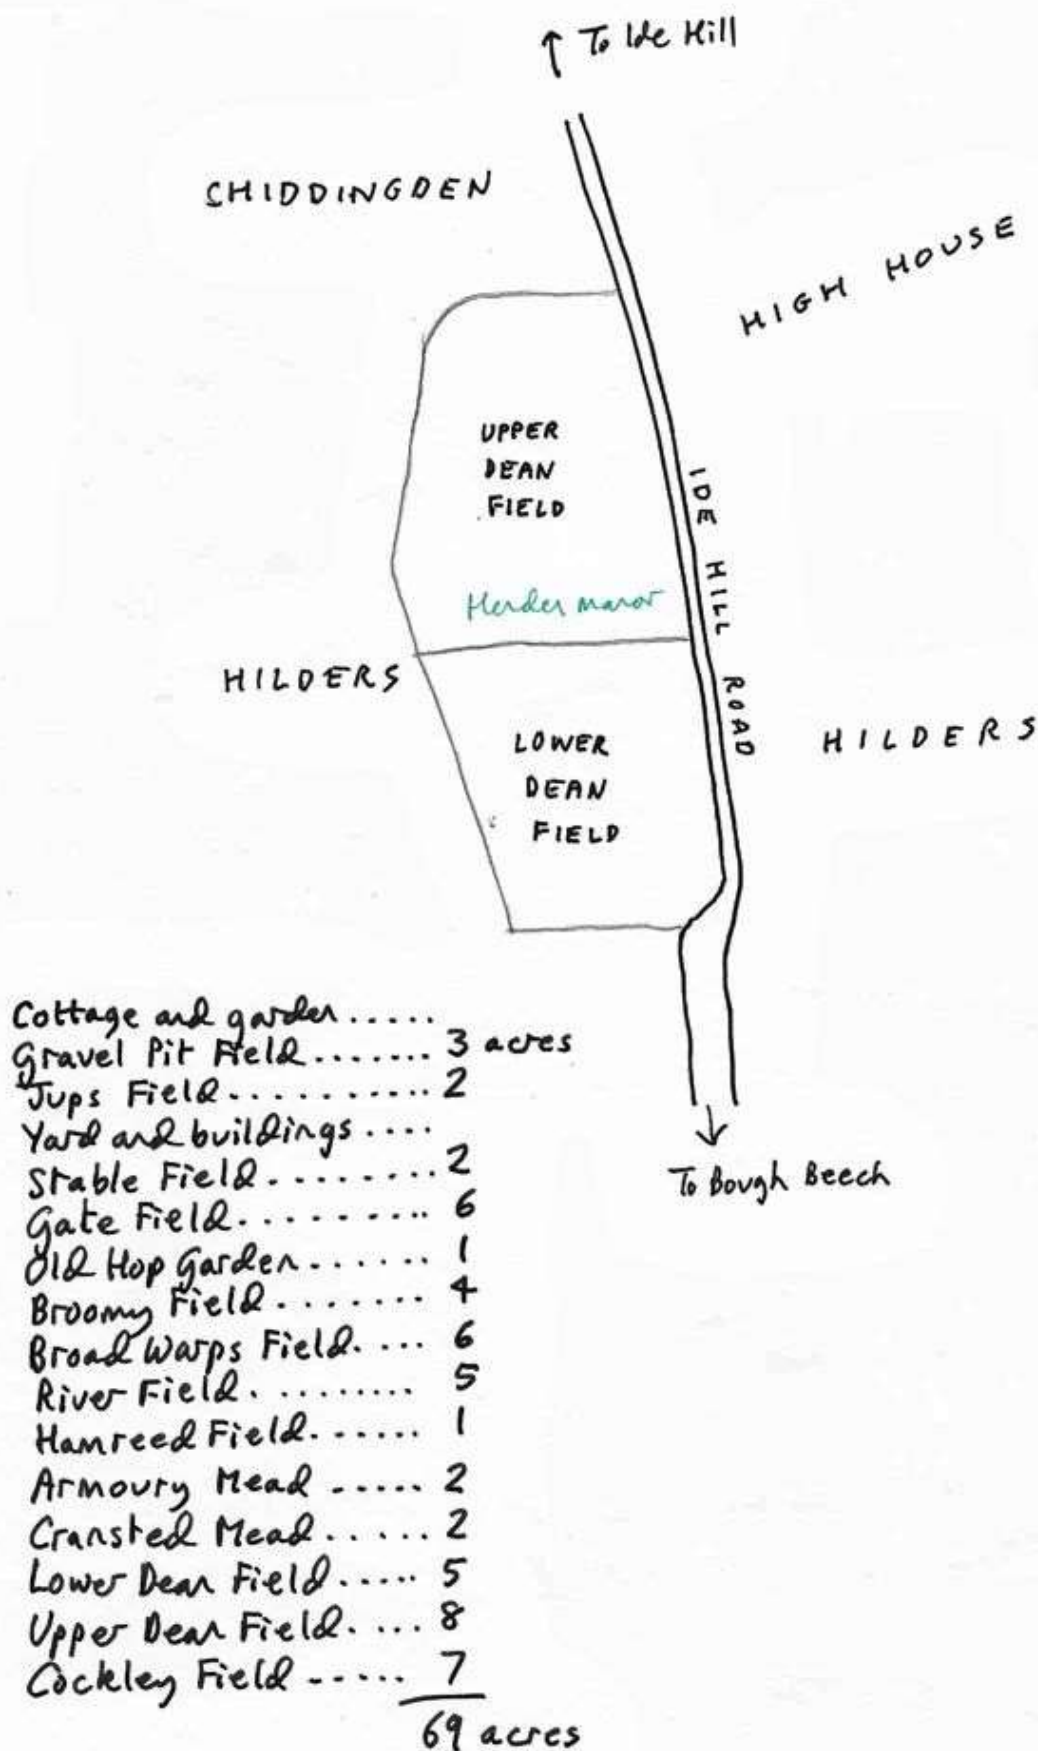 ↑ To Ide Hill
CHIDDINGDEN
HIGH HOUSE
UPPER
DEAN
FIELD
IDE HILL ROAD
Herder manor
HILDERS
HILDERS
LOWER
DEAN
FIELD
Cottage and garden.....
Gravel Pit Field....... 3 acres
Jups Field.......... 2
Yard and buildings....
Stable Field........ 2
Gate Field......... 6
Old Hop Garden...... 1
Broomy Field....... 4
Broad Warps Field.... 6
River Field......... 5
Hamreed Field...... 1
Armoury Mead ..... 2
Cransted Mead..... 2
Lower Dean Field..... 5
Upper Dean Field.... 8
Cockley Field ..... 7
69 acres
↓
To Bough Beech